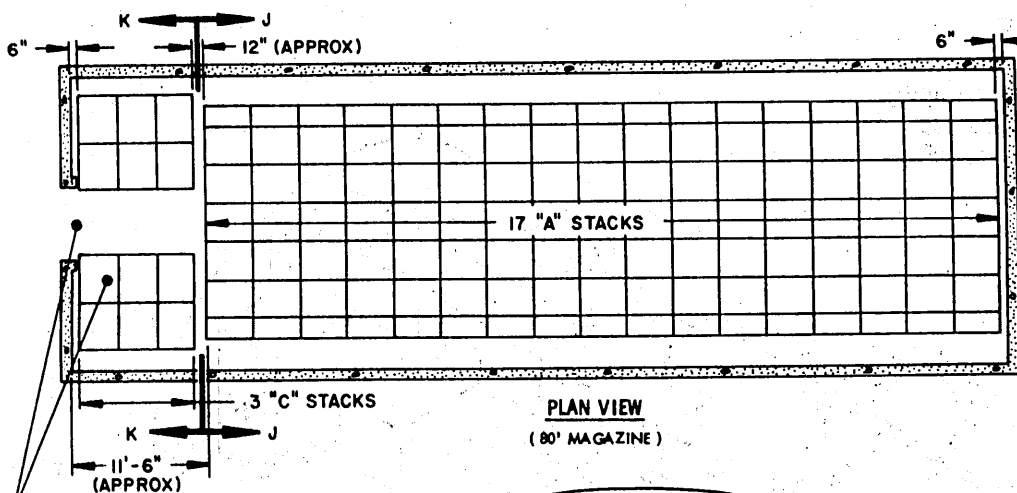 K J
6" 12" (APPROX) 6"
17 "A" STACKS
3 "C" STACKS
K J
PLAN VIEW
(80' MAGAZINE)
11'-6"
(APPROX)